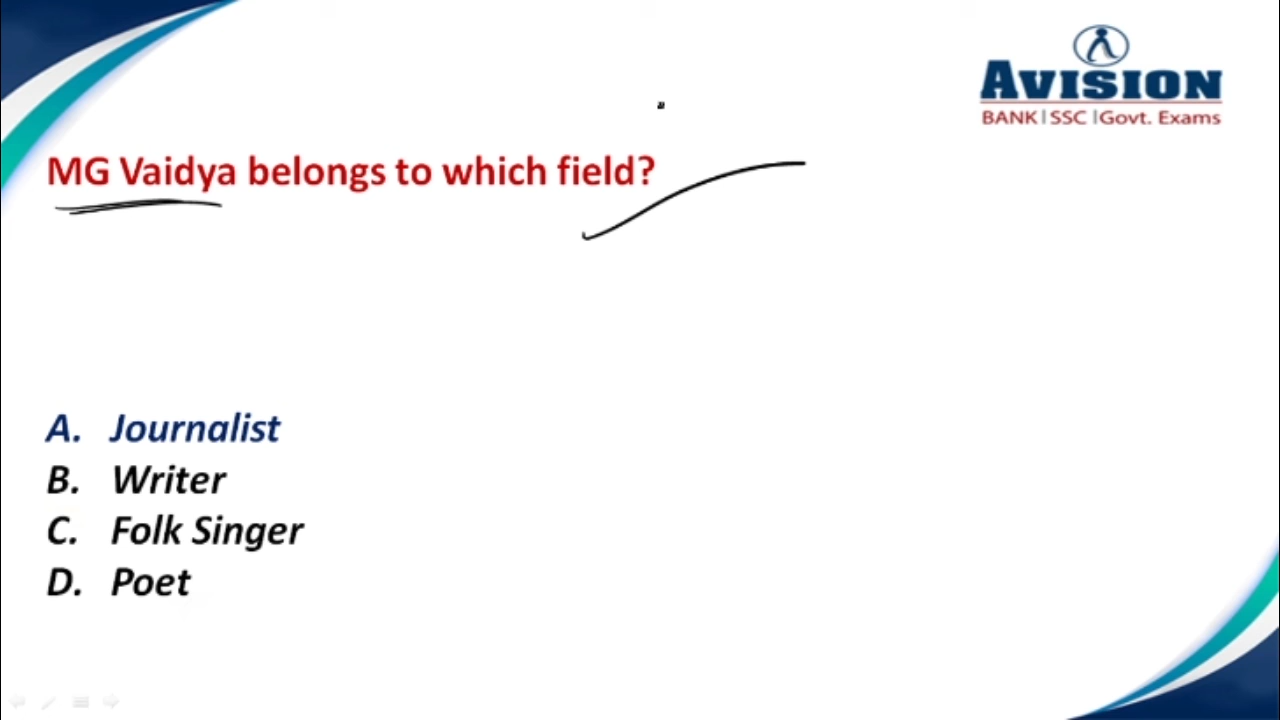 AVISION
BANK | SSC | Govt. Exams
MG Vaidya belongs to which field?
A. Journalist
B. Writer
C. Folk Singer
D. Poet